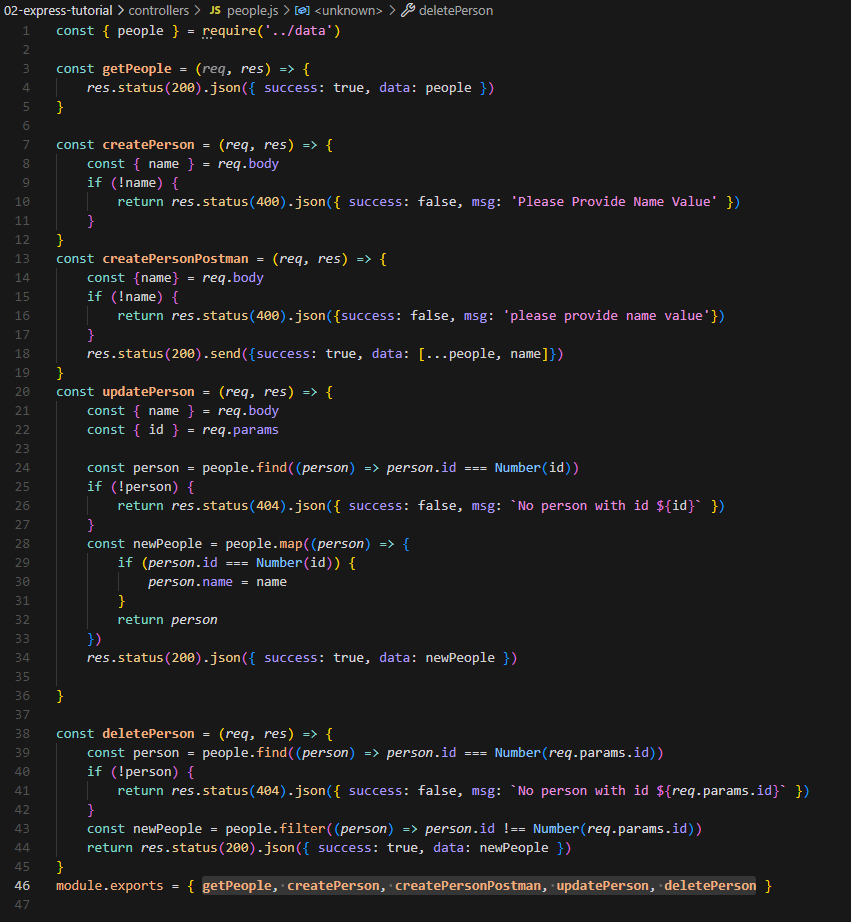 02-express-tutorial > controllers > JS people.js > <unknown> > deletePerson
1 const { people } = require('../data')
2
3 const getPeople = (req, res) => {
4 res.status(200).json({ success: true, data: people })
5 }
6
7 const createPerson = (req, res) => {
8 const { name } = req.body
9 if (!name) {
10 return res.status(400).json({ success: false, msg: 'Please Provide Name Value' })
11 }
12 }
13 const createPersonPostman = (req, res) => {
14 const {name} = req.body
15 if (!name) {
16 return res.status(400).json({success: false, msg: 'please provide name value'})
17 }
18 res.status(200).send({success: true, data: [...people, name]})
19 }
20 const updatePerson = (req, res) => {
21 const { name } = req.body
22 const { id } = req.params
23
24 const person = people.find((person) => person.id === Number(id))
25 if (!person) {
26 return res.status(404).json({ success: false, msg: `No person with id ${id}` })
27 }
28 const newPeople = people.map((person) => {
29 if (person.id === Number(id)) {
30 person.name = name
31 }
32 return person
33 })
34 res.status(200).json({ success: true, data: newPeople })
35
36 }
37
38 const deletePerson = (req, res) => {
39 const person = people.find((person) => person.id === Number(req.params.id))
40 if (!person) {
41 return res.status(404).json({ success: false, msg: `No person with id ${req.params.id}` })
42 }
43 const newPeople = people.filter((person) => person.id !== Number(req.params.id))
44 return res.status(200).json({ success: true, data: newPeople })
45 }
46 module.exports = { getPeople, createPerson, createPersonPostman, updatePerson, deletePerson }
47